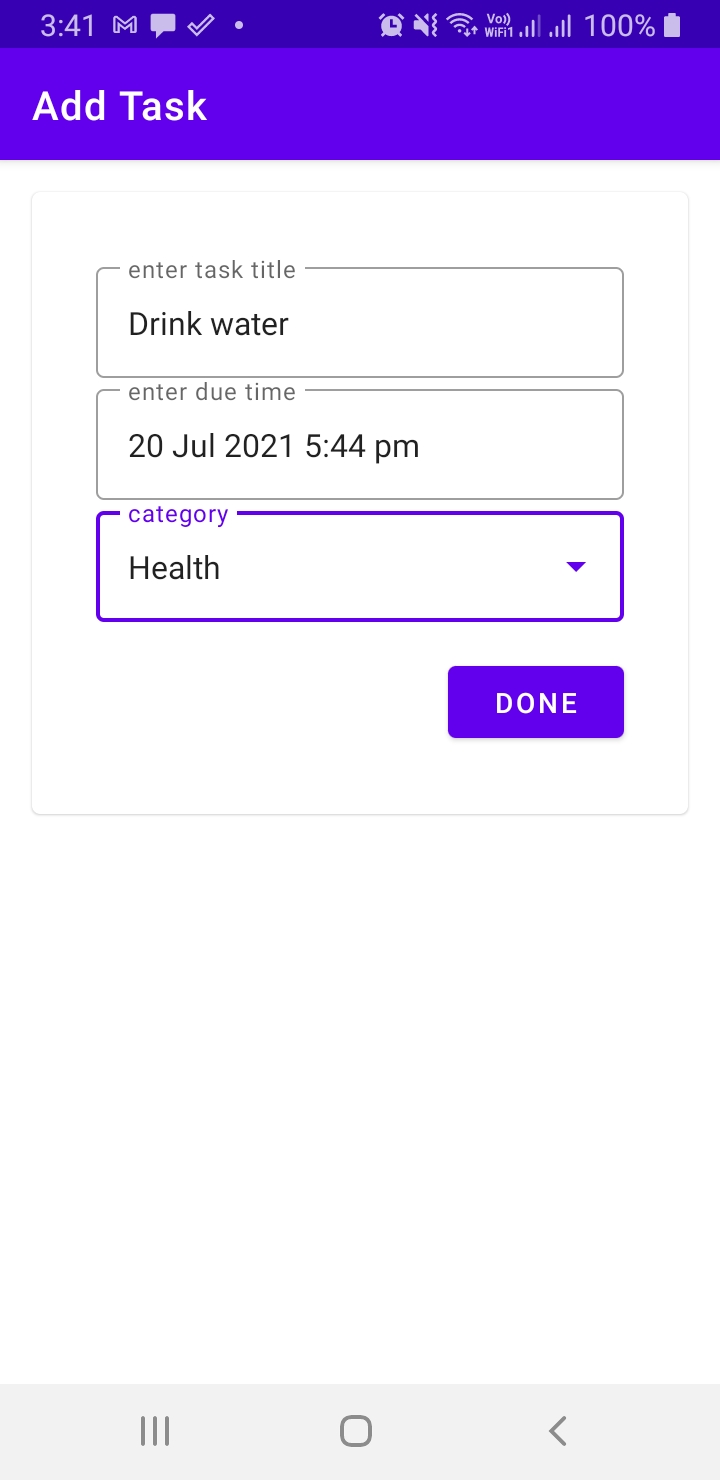 3:41 Vo)) WiFi1 100%
Add Task
enter task title
Drink water
enter due time
20 Jul 2021 5:44 pm
category
Health
DONE